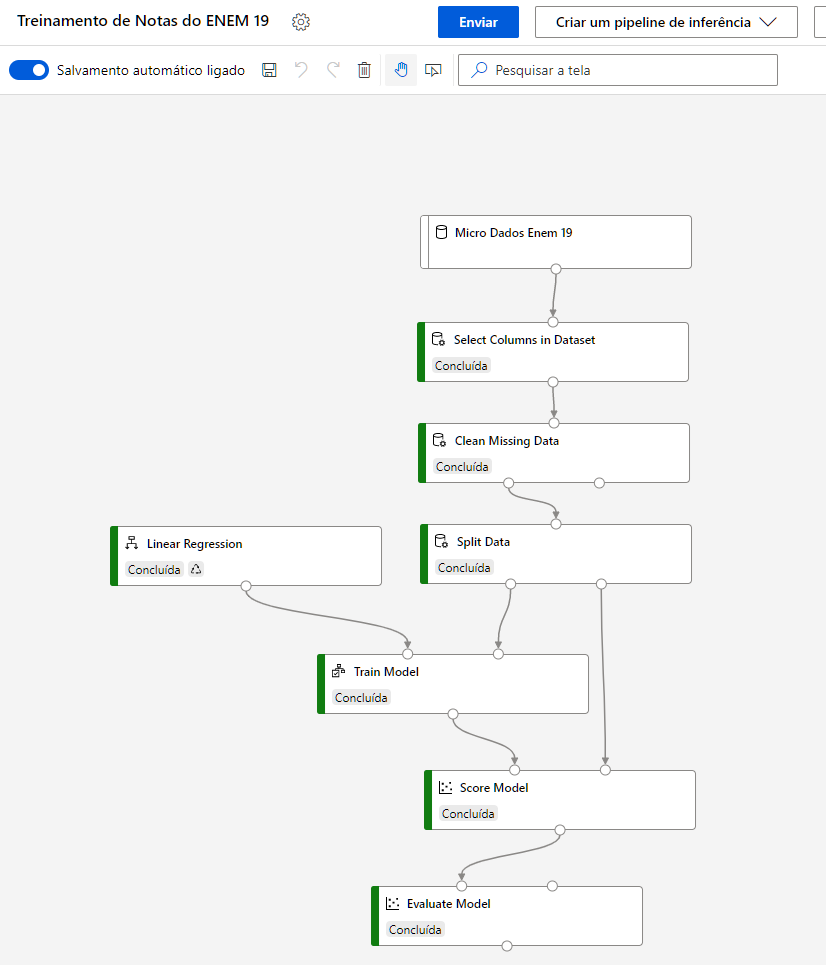 Treinamento de Notas do ENEM 19
Enviar
Criar um pipeline de inferência
Salvamento automático ligado
Pesquisar a tela
Micro Dados Enem 19
Select Columns in Dataset
Concluída
Clean Missing Data
Concluída
Linear Regression
Concluída
Split Data
Concluída
Train Model
Concluída
Score Model
Concluída
Evaluate Model
Concluída